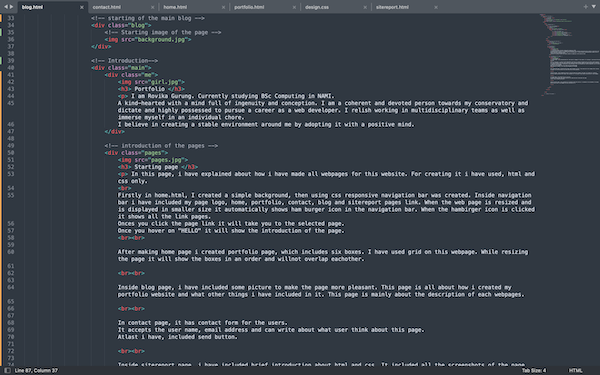 blog.html
contact.html
home.html
portfolio.html
design.css
sitereport.html
33 <!-- starting of the main blog -->
34 <div class="blog">
35 <!-- Starting image of the page -->
36 <img src="background.jpg">
37 </div>
38
39 <!-- Introduction-->
40 <div class="main">
41 <div class="me">
42 <img src="girl.jpg">
43 <h3> Portfolio </h3>
44 <p> I am Rovika Gurung. Currently studying BSc Computing in NAMI.
45 A kind-hearted with a mind full of ingenuity and conception. I am a coherent and devoted person towards my conservatory and
dictate and highly possessed to pursue a career as a web developer. I relish working in multidisciplinary teams as well as
immerse myself in an individual chore.
46 I believe in creating a stable environment around me by adopting it with a positive mind.
47 </div>
48
49 <!-- introduction of the pages -->
50 <div class="pages">
51 <img src="pages.jpg">
52 <h3> Starting page </h3>
53 <p> In this page, i have explained about how i have made all webpages for this website. For creating it i have used, html and
css only.
54 <br>
55 Firstly in home.html, I created a simple background, then using css responsive navigation bar was created. Inside navigation
bar i have included my page logo, home, portfolio, contact, blog and sitereport pages link. When the web page is resized and
is displayed in smaller size it automatically shows ham burger icon in the navigation bar. When the hambirger icon is clicked
it shows all the link pages.
56 Onces you click the page link it will take you to the selected page.
57 Once you hover on "HELLO" it will show the introduction of the page.
58 <br><br>
59
60 After making home page i created portfolio page, which includes six boxes. I have used grid on this webpage. While resizing
the page it will show the boxes in an order and willnot overlap eachother.
61
62 <br><br>
63
64 Inside blog page, i have included some picture to make the page more pleasant. This page is all about how i created my
portfolio website and what other things i have included in it. This page is mainly about the description of each webpages.
65
66 <br><br>
67
68 In contact page, it has contact form for the users.
69 It accepts the user name, email address and can write about what user think about this page.
70 Atlast i have, included send button.
71
72 <br><br>
73
74 Inside sitereport page, i have included brief introduction about html and css. It included all the screenshots of the page
Line 87, Column 37
Tab Size: 4
HTML